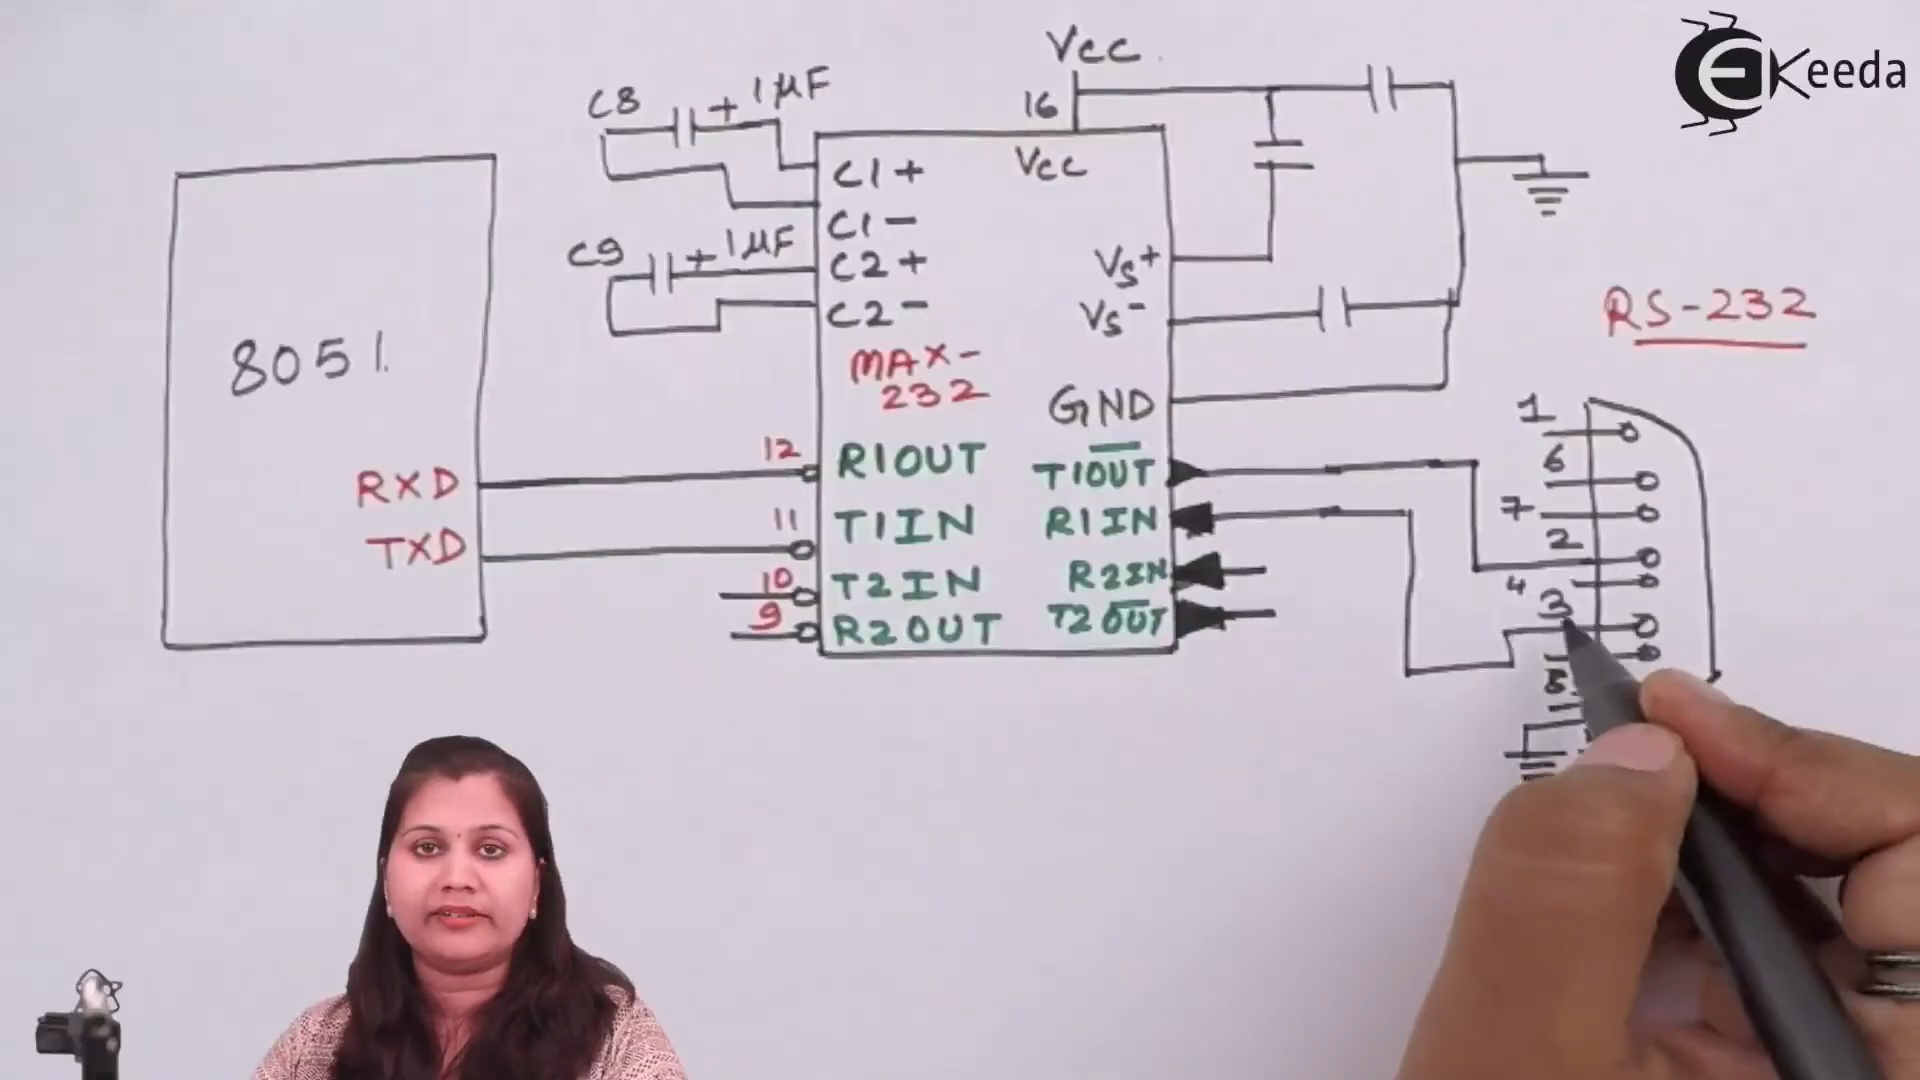 EKeeda
Vcc
C8
+ 1μF
16
C1+
Vcc
C1-
C9
+ 1μF
C2+
Vs+
C2-
Vs-
RS-232
8051
MAX-
232
GND
1
RXD
12
R1OUT
T1OUT
6
TXD
11
T1IN
R1IN
7
2
10
T2IN
R2IN
4
3
9
R2OUT
T2OUT
5